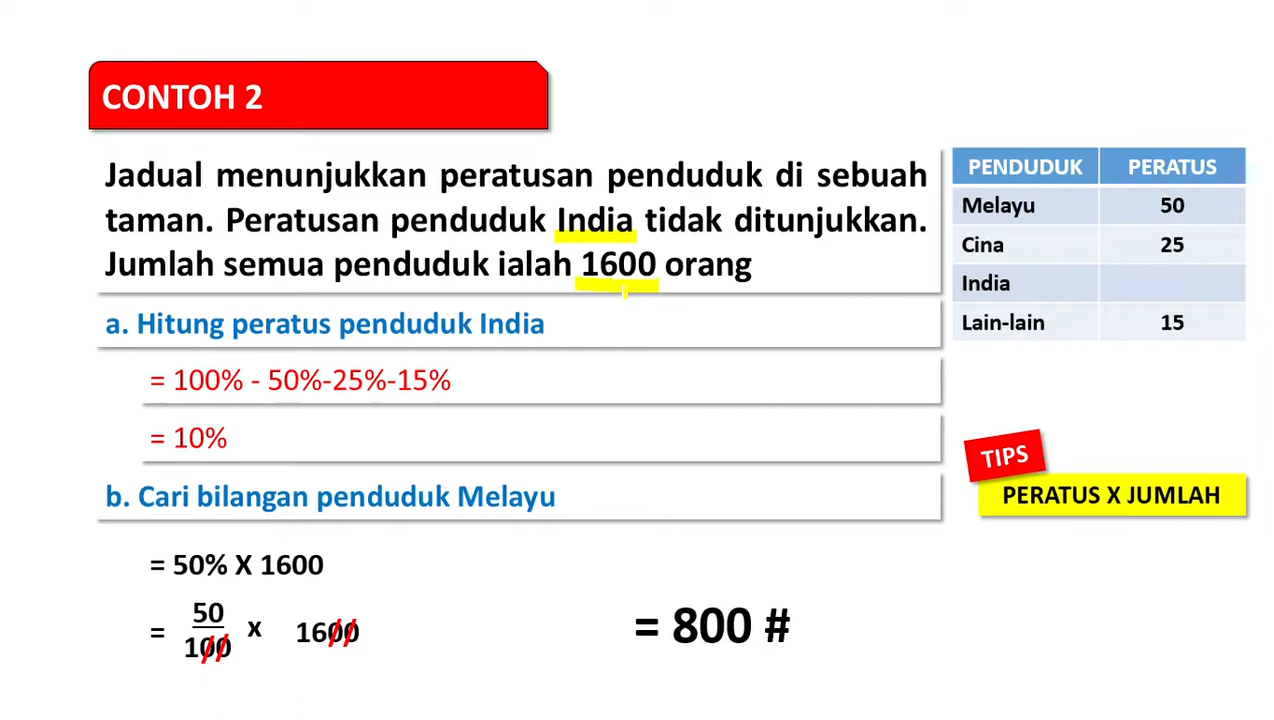 CONTOH 2
Jadual menunjukkan peratusan penduduk di sebuah
taman. Peratusan penduduk India tidak ditunjukkan.
Jumlah semua penduduk ialah 1600 orang
PENDUDUK PERATUS
Melayu 50
Cina 25
India
Lain-lain 15
a. Hitung peratus penduduk India
= 100% - 50%-25%-15%
= 10%
TIPS
PERATUS X JUMLAH
b. Cari bilangan penduduk Melayu
= 50% X 1600
= 50/100 x 1600
= 800 #